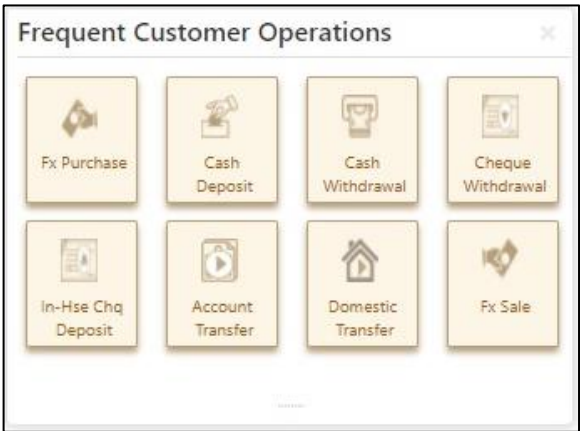 Frequent Customer Operations
Fx Purchase
Cash
Deposit
Cash
Withdrawal
Cheque
Withdrawal
In-Hse Chq
Deposit
Account
Transfer
Domestic
Transfer
Fx Sale